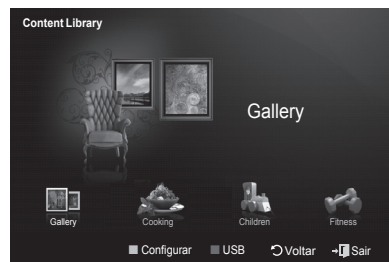 Content Library
Gallery
Gallery Cooking Children Fitness
Configurar USB Voltar Sair